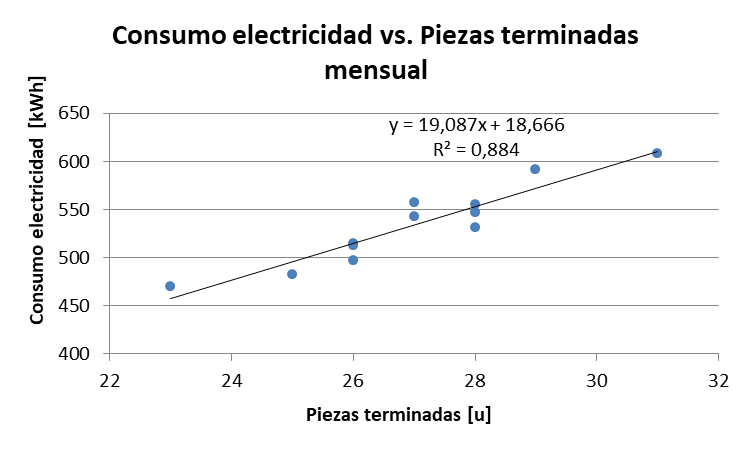 Consumo electricidad vs. Piezas terminadas
mensual
Consumo electricidad [kWh]
650
600
550
500
450
400
y = 19,087x + 18,666
R² = 0,884
22 24 26 28 30 32
Piezas terminadas [u]